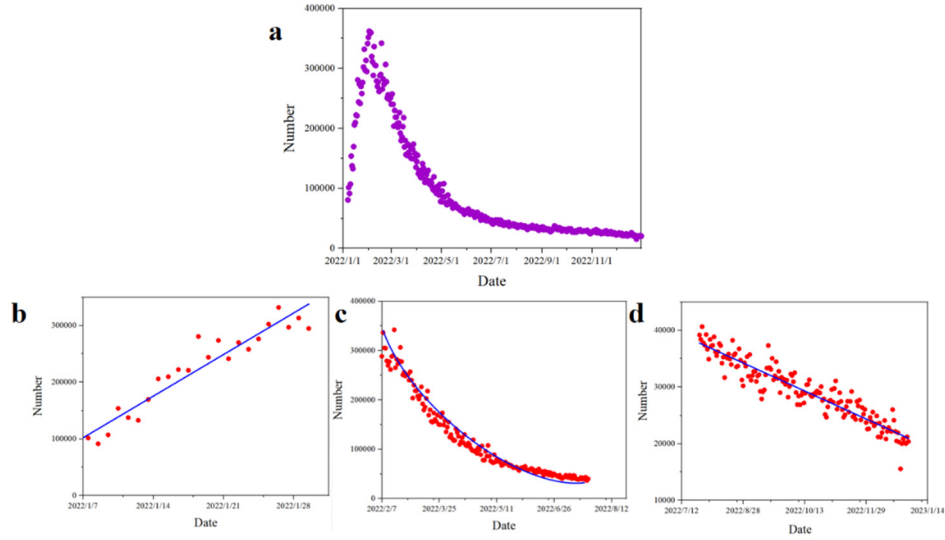 a
400000
300000
200000
100000
0
Number
2022/1/1 2022/3/1 2022/5/1 2022/7/1 2022/9/1 2022/11/1
Date
b
300000
200000
100000
0
Number
2022/1/7 2022/1/14 2022/1/21 2022/1/28
Date
c
400000
300000
200000
100000
0
Number
2022/2/7 2022/3/25 2022/5/11 2022/6/26 2022/8/12
Date
d
40000
30000
20000
10000
Number
2022/7/12 2022/8/28 2022/10/13 2022/11/29 2023/1/14
Date